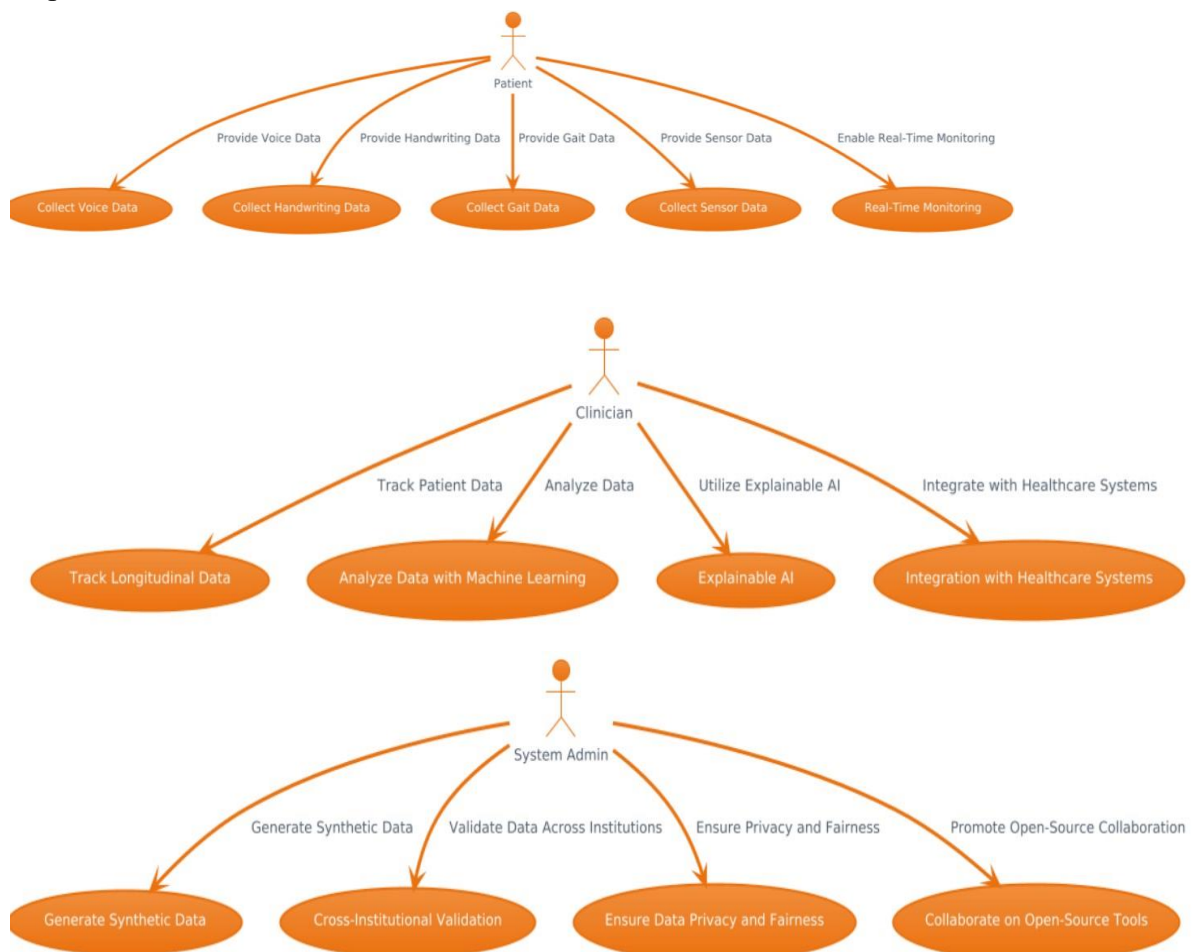 Patient
Provide Voice Data
Provide Handwriting Data
Provide Gait Data
Provide Sensor Data
Enable Real-Time Monitoring
Collect Voice Data
Collect Handwriting Data
Collect Gait Data
Collect Sensor Data
Real-Time Monitoring
Clinician
Track Patient Data
Analyze Data
Utilize Explainable AI
Integrate with Healthcare Systems
Track Longitudinal Data
Analyze Data with Machine Learning
Explainable AI
Integration with Healthcare Systems
System Admin
Generate Synthetic Data
Validate Data Across Institutions
Ensure Privacy and Fairness
Promote Open-Source Collaboration
Generate Synthetic Data
Cross-Institutional Validation
Ensure Data Privacy and Fairness
Collaborate on Open-Source Tools